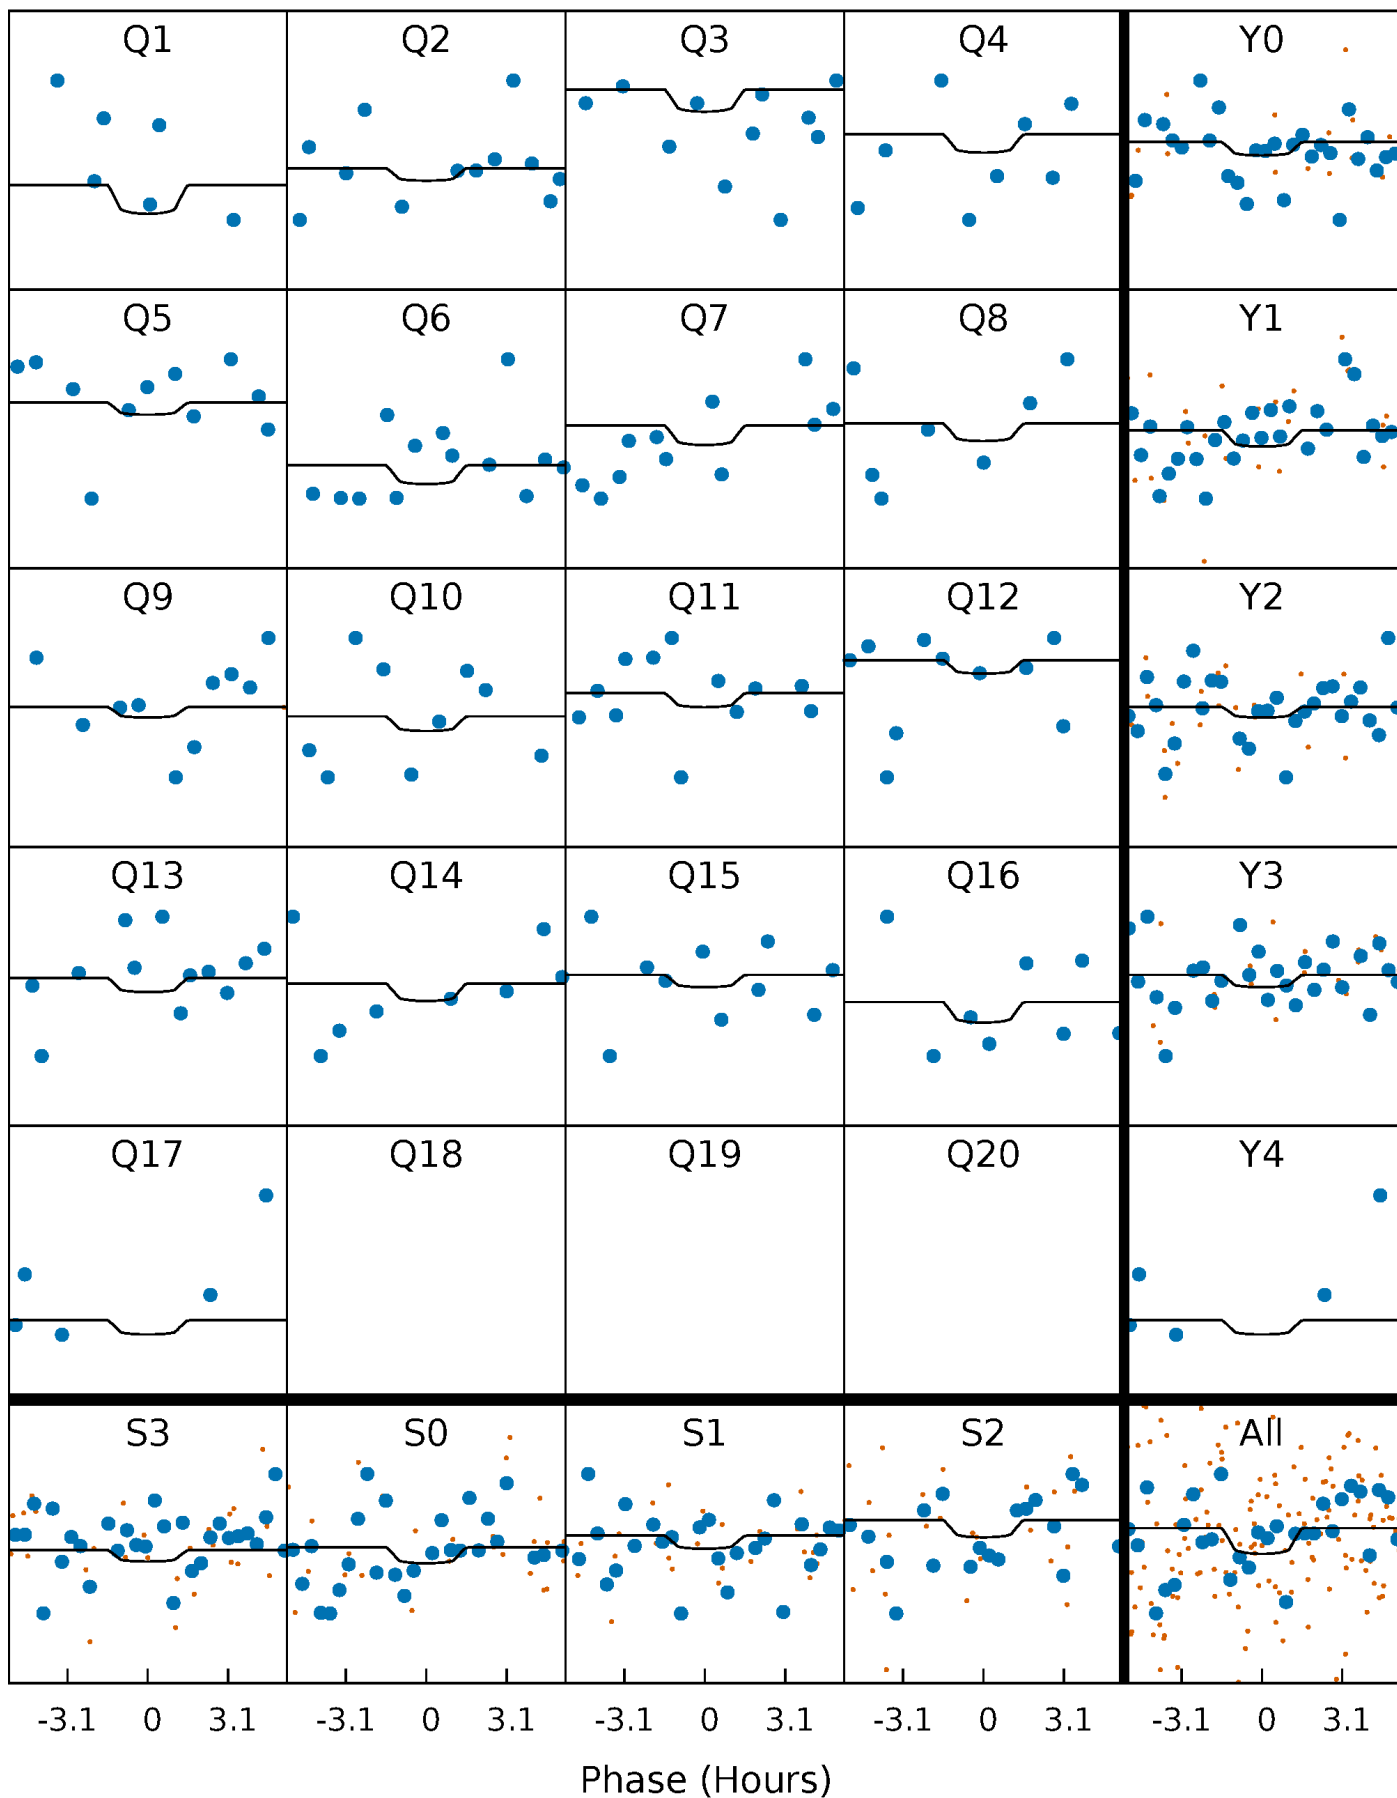 Q1 Q2 Q3 Q4 Y0
Q5 Q6 Q7 Q8 Y1
Q9 Q10 Q11 Q12 Y2
Q13 Q14 Q15 Q16 Y3
Q17 Q18 Q19 Q20 Y4
S3 S0 S1 S2 All
-3.1 0 3.1 -3.1 0 3.1 -3.1 0 3.1 -3.1 0 3.1 -3.1 0 3.1
Phase (Hours)